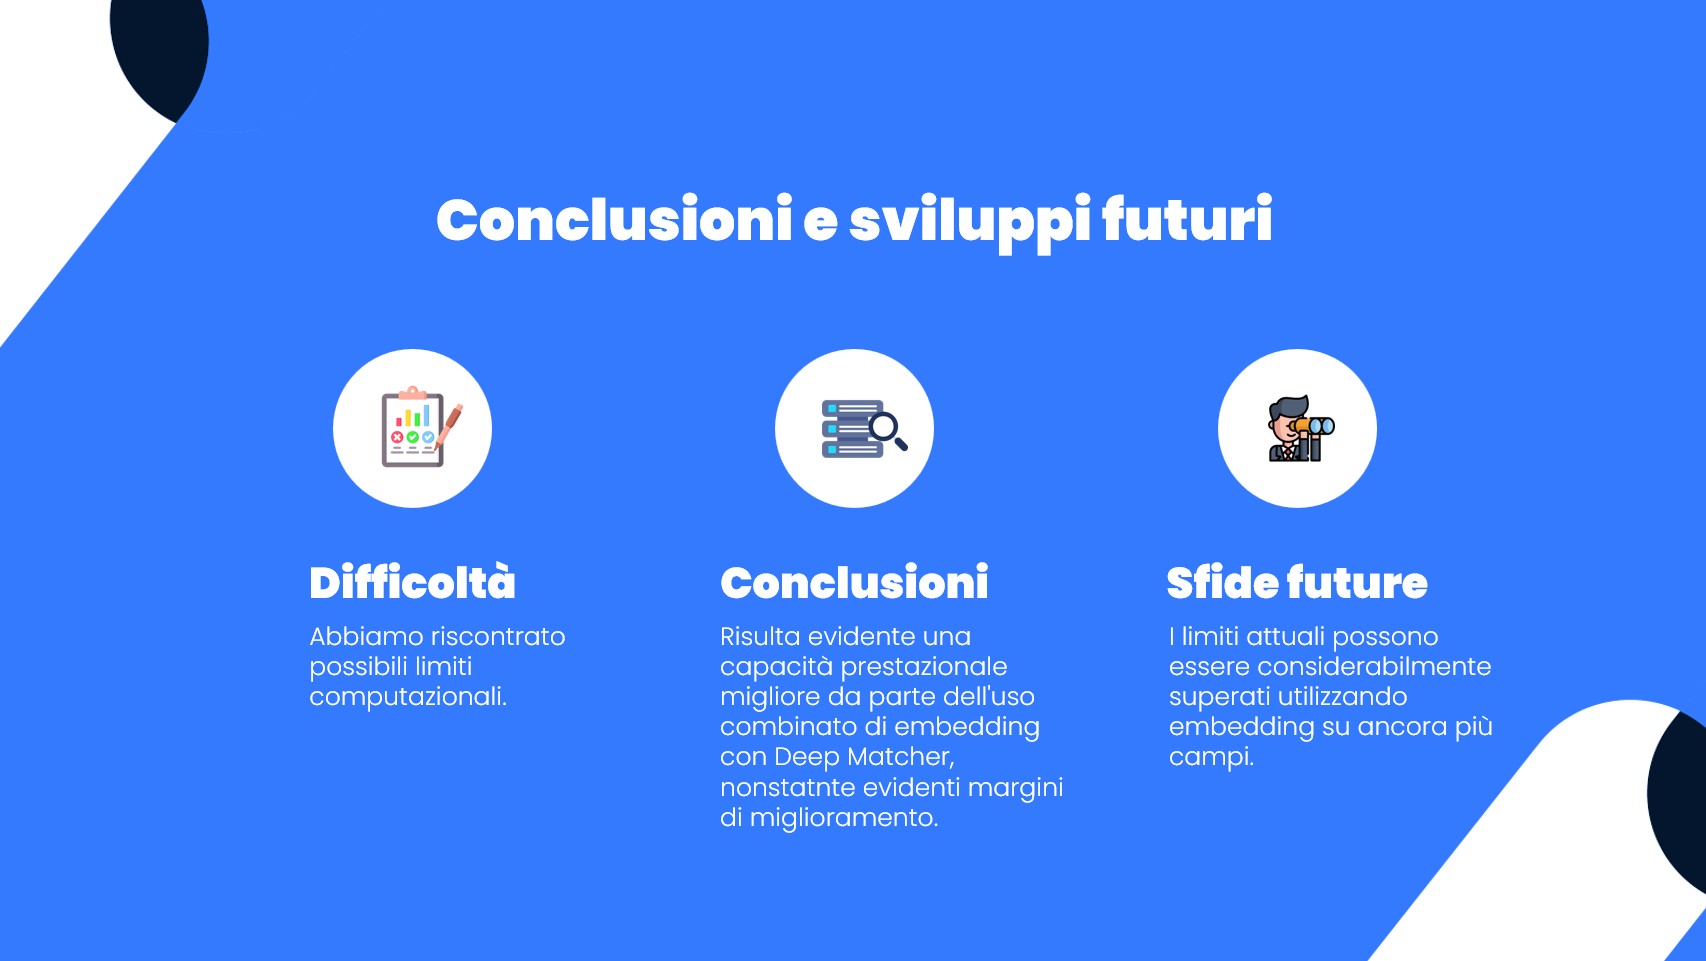 Conclusioni e sviluppi futuri
Difficoltà
Abbiamo riscontrato
possibili limiti
computazionali.
Conclusioni
Risulta evidente una
capacità prestazionale
migliore da parte dell'uso
combinato di embedding
con Deep Matcher,
nonstatnte evidenti margini
di miglioramento.
Sfide future
I limiti attuali possono
essere considerabilmente
superati utilizzando
embedding su ancora più
campi.